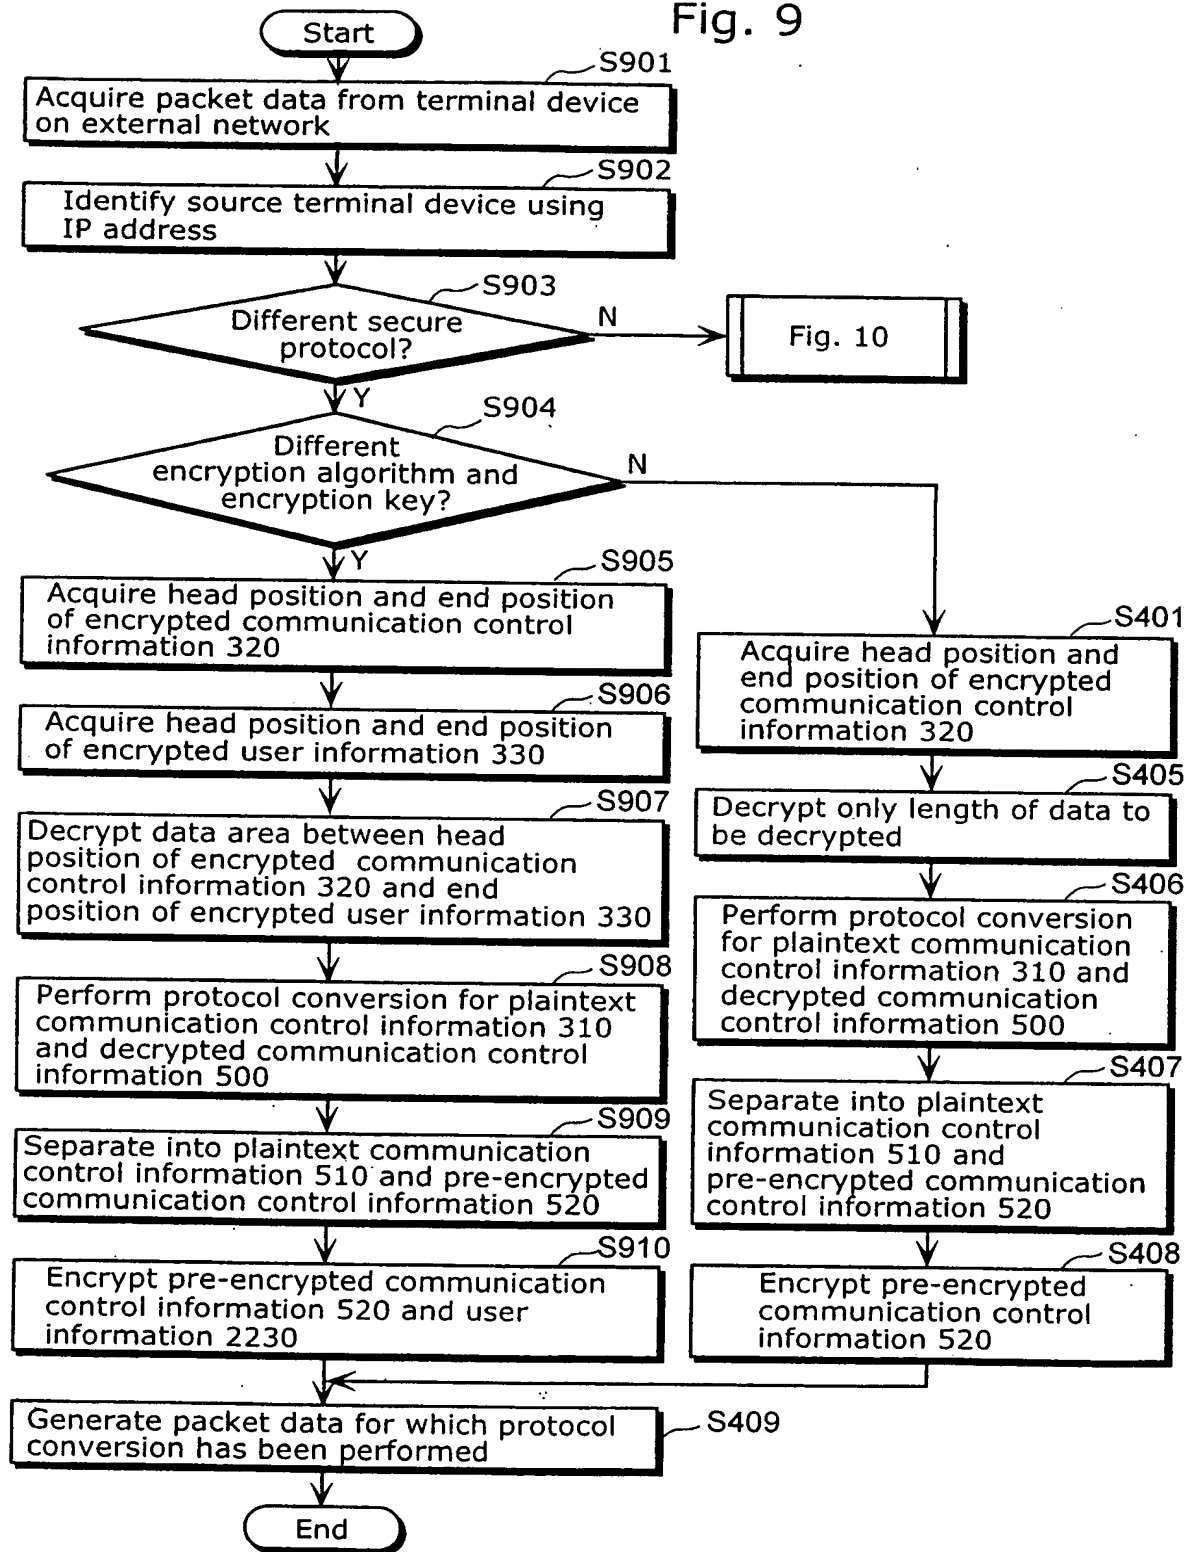 Fig. 9
Start
S901
Acquire packet data from terminal device
on external network
S902
Identify source terminal device using
IP address
S903
Different secure
protocol?
N
Fig. 10
Y
S904
Different
encryption algorithm and
encryption key?
N
Y
S905
Acquire head position and end position
of encrypted communication control
information 320
S906
Acquire head position and end position
of encrypted user information 330
S907
Decrypt data area between head
position of encrypted communication
control information 320 and end
position of encrypted user information 330
S908
Perform protocol conversion for plaintext
communication control information 310
and decrypted communication control
information 500
S909
Separate into plaintext communication
control information 510 and pre-encrypted
communication control information 520
S910
Encrypt pre-encrypted communication
control information 520 and user
information 2230
S401
Acquire head position and
end position of encrypted
communication control
information 320
S405
Decrypt only length of data to
be decrypted
S406
Perform protocol conversion
for plaintext communication
control information 310 and
decrypted communication
control information 500
S407
Separate into plaintext
communication control
information 510 and
pre-encrypted communication
control information 520
S408
Encrypt pre-encrypted
communication control
information 520
S409
Generate packet data for which protocol
conversion has been performed
End